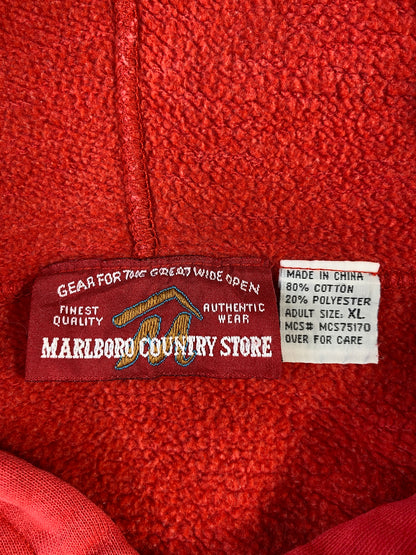 GEAR FOR THE GREAT WIDE OPEN
FINEST QUALITY
AUTHENTIC WEAR
MARLBORO COUNTRY STORE
MADE IN CHINA
80% COTTON
20% POLYESTER
ADULT SIZE: XL
MCS# MCS75170
OVER FOR CARE